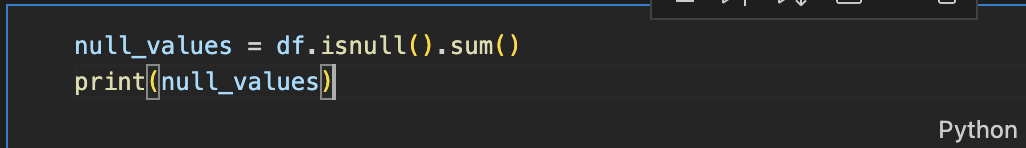 null_values = df.isnull().sum()
print(null_values)
Python